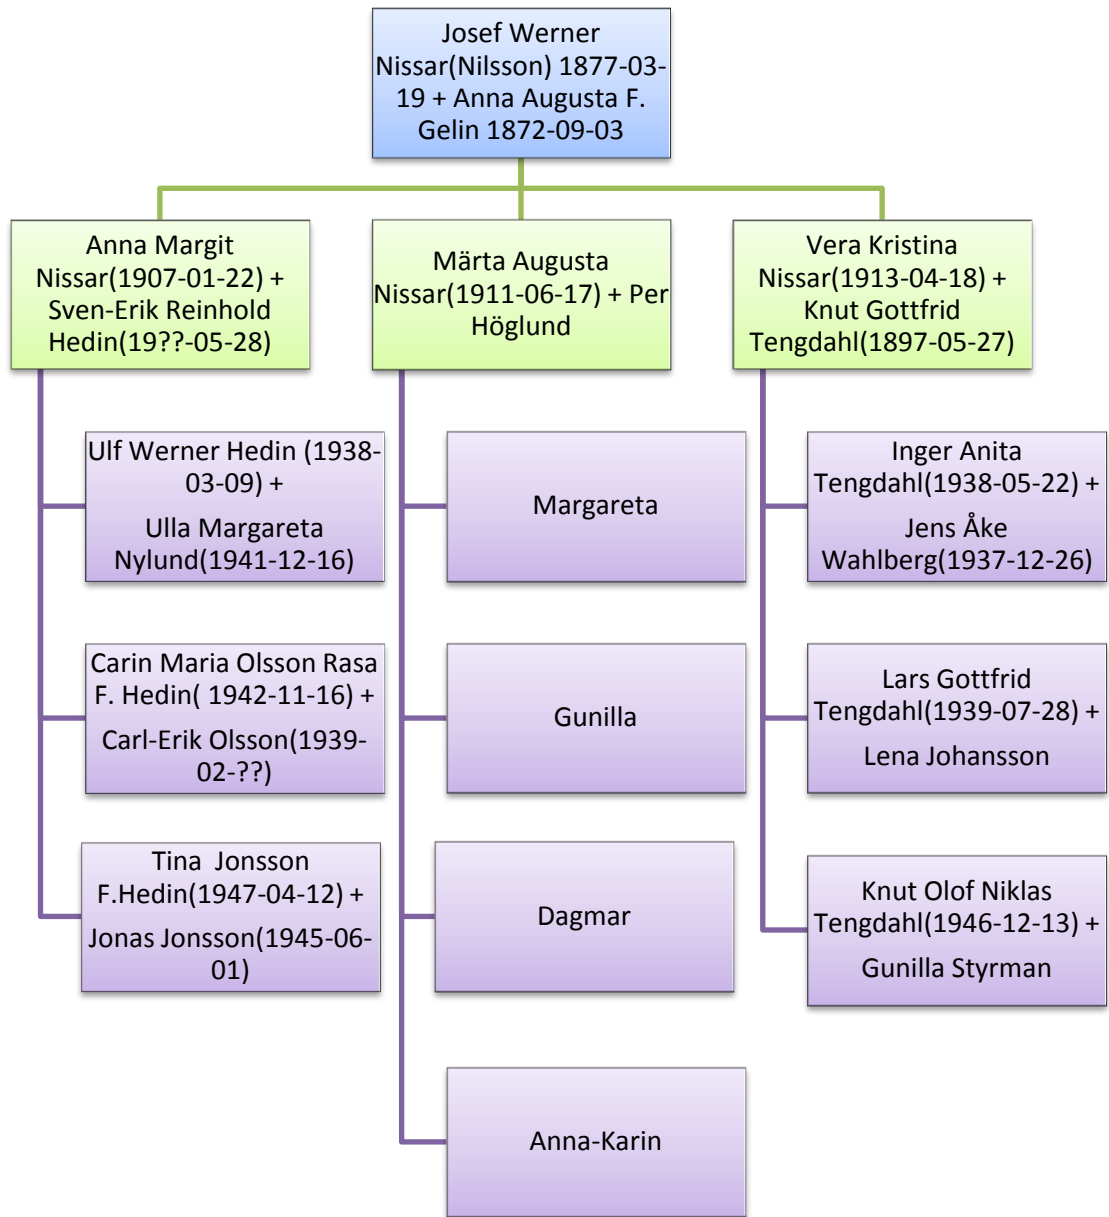 Josef Werner
Nissar(Nilsson) 1877-03-
19 + Anna Augusta F.
Gelin 1872-09-03
Anna Margit
Nissar(1907-01-22) +
Sven-Erik Reinhold
Hedin(19??-05-28)
Märta Augusta
Nissar(1911-06-17) + Per
Höglund
Vera Kristina
Nissar(1913-04-18) +
Knut Gottfrid
Tengdahl(1897-05-27)
Ulf Werner Hedin (1938-
03-09) +
Ulla Margareta
Nylund(1941-12-16)
Carin Maria Olsson Rasa
F. Hedin( 1942-11-16) +
Carl-Erik Olsson(1939-
02-??)
Tina  Jonsson
F.Hedin(1947-04-12) +
Jonas Jonsson(1945-06-
01)
Margareta
Gunilla
Dagmar
Anna-Karin
Inger Anita
Tengdahl(1938-05-22) +
Jens Åke
Wahlberg(1937-12-26)
Lars Gottfrid
Tengdahl(1939-07-28) +
Lena Johansson
Knut Olof Niklas
Tengdahl(1946-12-13) +
Gunilla Styrman